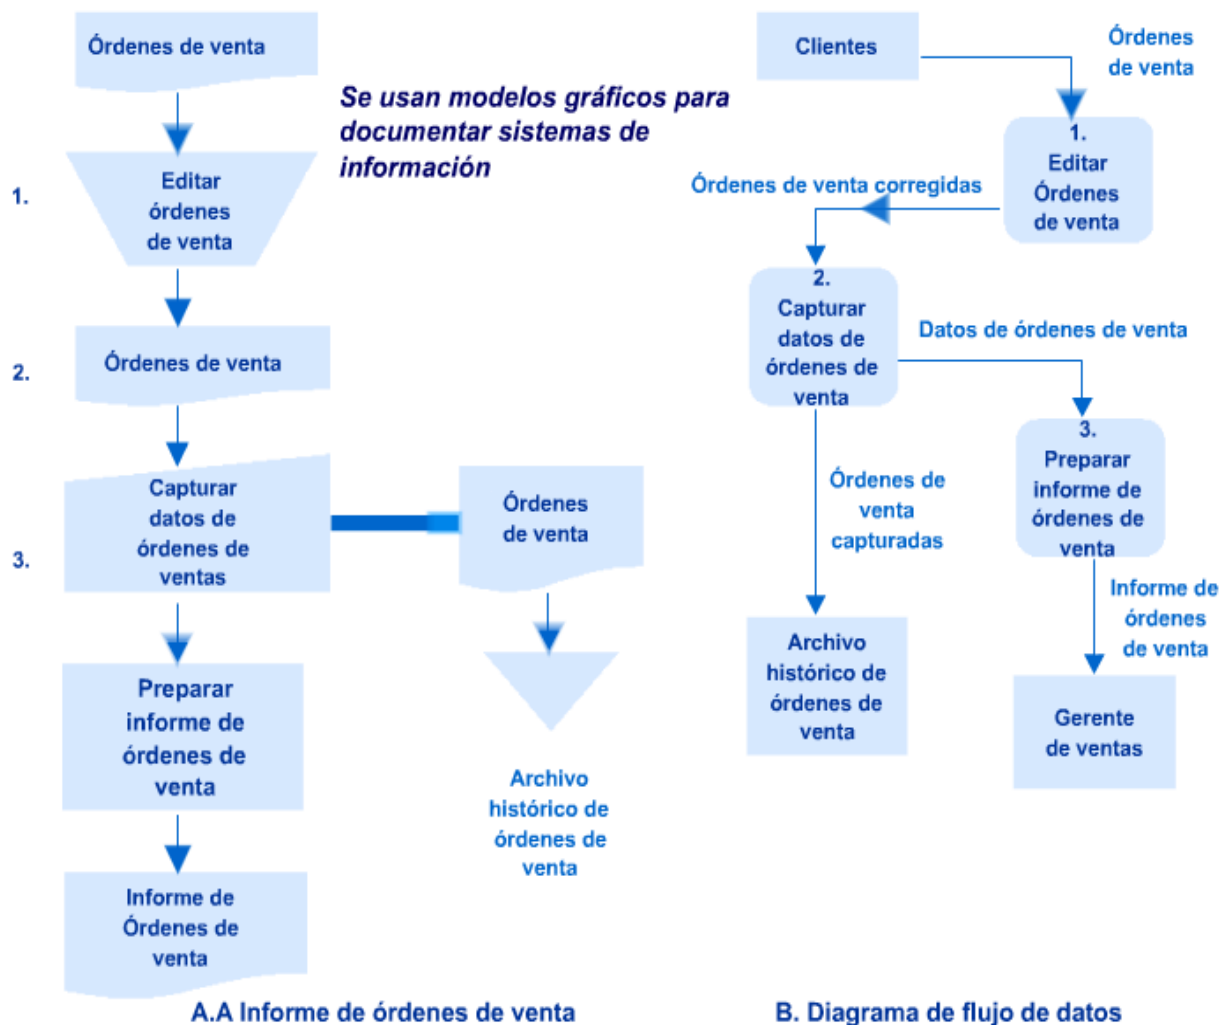 Órdenes de venta
Se usan modelos gráficos para
documentar sistemas de
información
1.
Editar
órdenes
de venta
2.
Órdenes de venta
3.
Capturar
datos de
órdenes de
ventas
Órdenes
de venta
Preparar
informe de
órdenes de
venta
Archivo
histórico de
órdenes de
venta
Informe de
Órdenes de
venta
A.A Informe de órdenes de venta
Clientes
Órdenes
de venta
1.
Editar
Órdenes
de venta
Órdenes de venta corregidas
2.
Capturar
datos de
órdenes de
venta
Datos de órdenes de venta
3.
Preparar
informe de
órdenes de
venta
Órdenes de
venta
capturadas
Informe de
órdenes
de venta
Archivo
histórico de
órdenes de
venta
Gerente
de ventas
B. Diagrama de flujo de datos